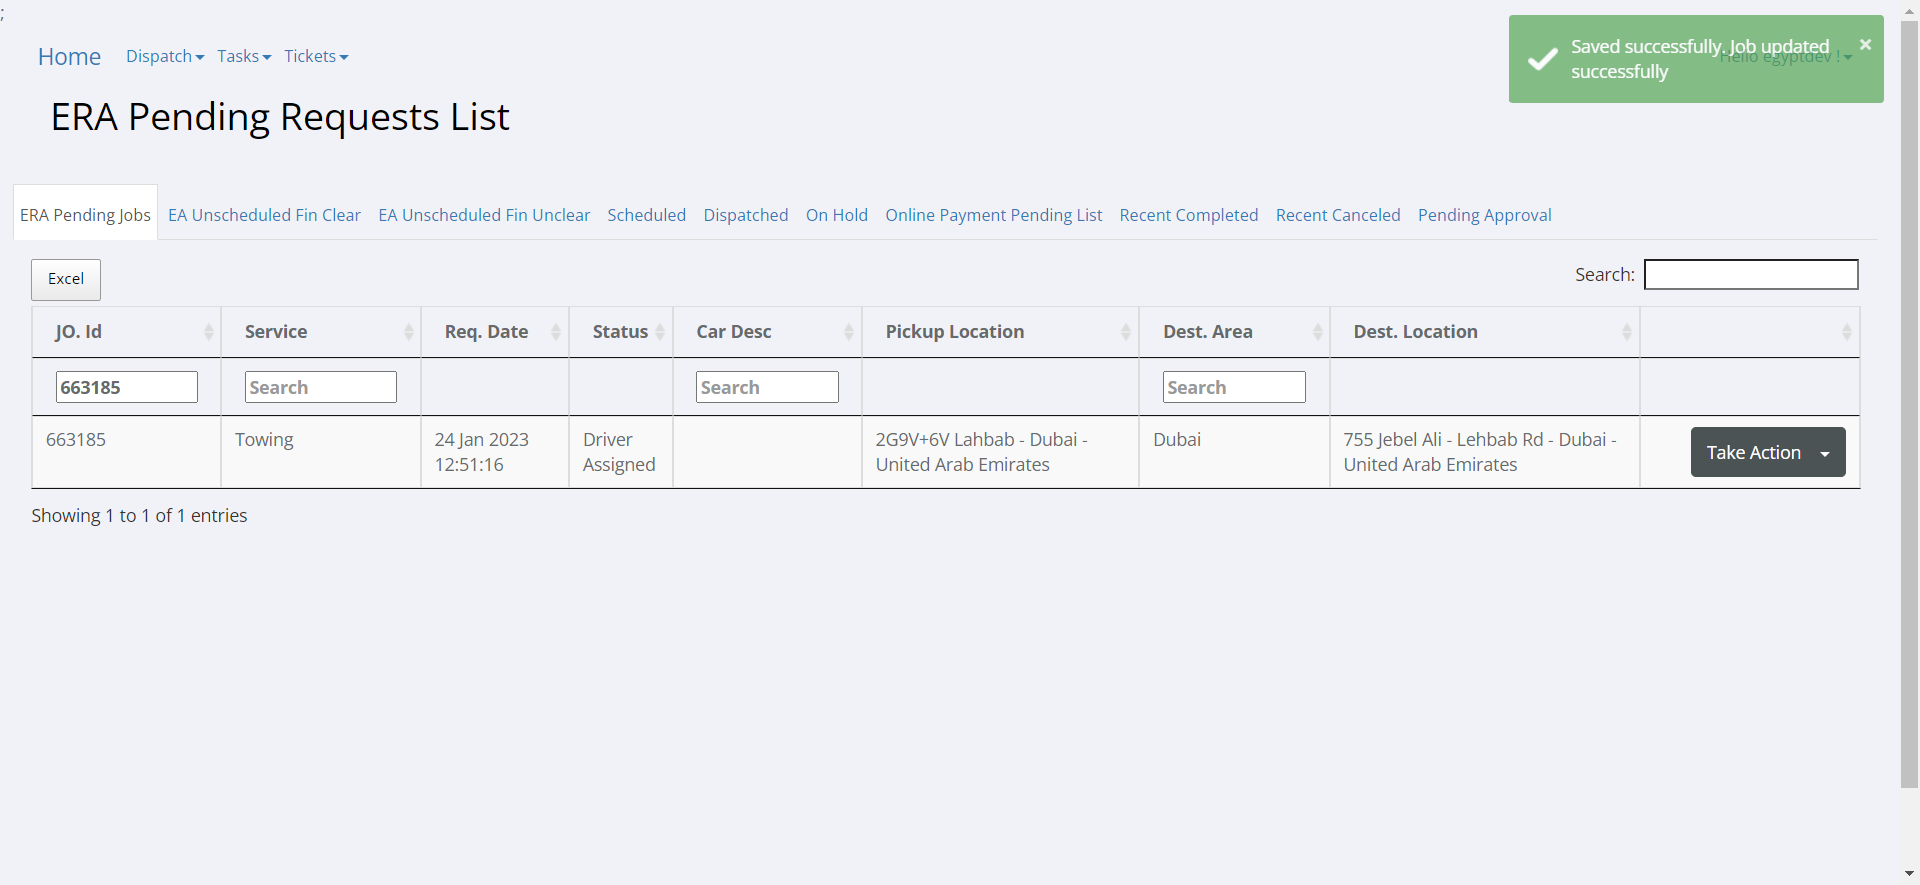 ;
Home Dispatch Tasks Tickets
Saved successfully. Job updated
successfully
×
Hello egyptdev !
ERA Pending Requests List
ERA Pending Jobs EA Unscheduled Fin Clear EA Unscheduled Fin Unclear Scheduled Dispatched On Hold Online Payment Pending List Recent Completed Recent Canceled Pending Approval
Excel
Search:
JO. Id Service Req. Date Status Car Desc Pickup Location Dest. Area Dest. Location
663185 Search Search Search
663185 Towing 24 Jan 2023 Driver 2G9V+6V Lahbab - Dubai - Dubai 755 Jebel Ali - Lehbab Rd - Dubai - Take Action
12:51:16 Assigned United Arab Emirates United Arab Emirates
Showing 1 to 1 of 1 entries